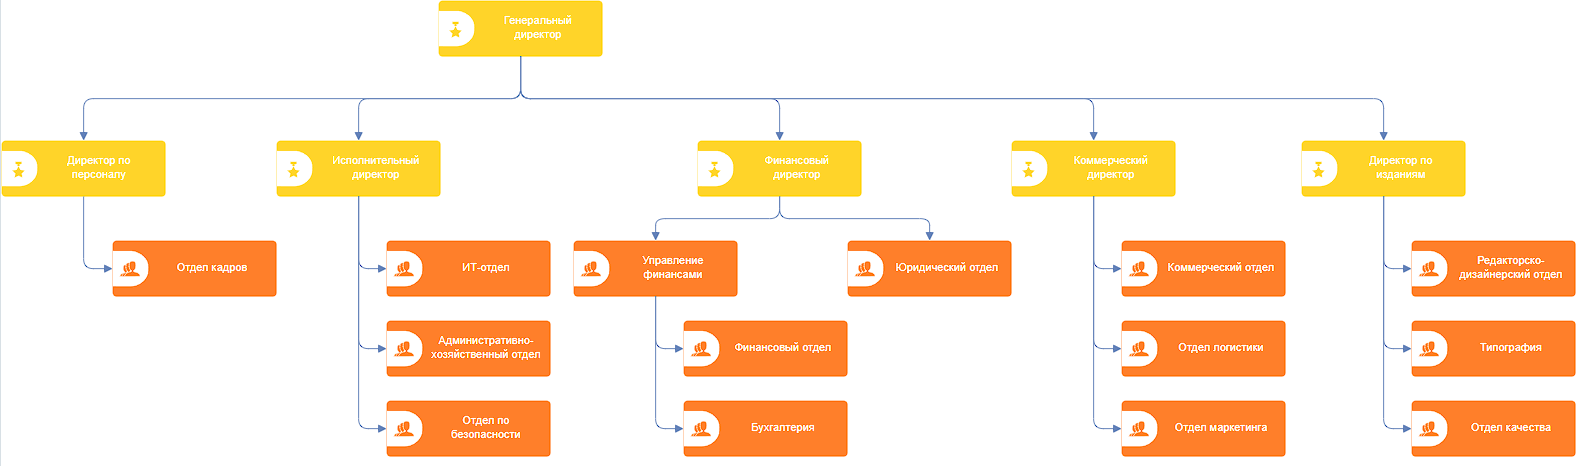 Генеральный
директор
Директор по
персоналу
Исполнительный
директор
Финансовый
директор
Коммерческий
директор
Директор по
изданиям
Отдел кадров
ИТ-отдел
Управление
финансами
Юридический отдел
Коммерческий отдел
Редакторско-
дизайнерский отдел
Административно-
хозяйственный отдел
Финансовый отдел
Отдел логистики
Типография
Отдел по
безопасности
Бухгалтерия
Отдел маркетинга
Отдел качества